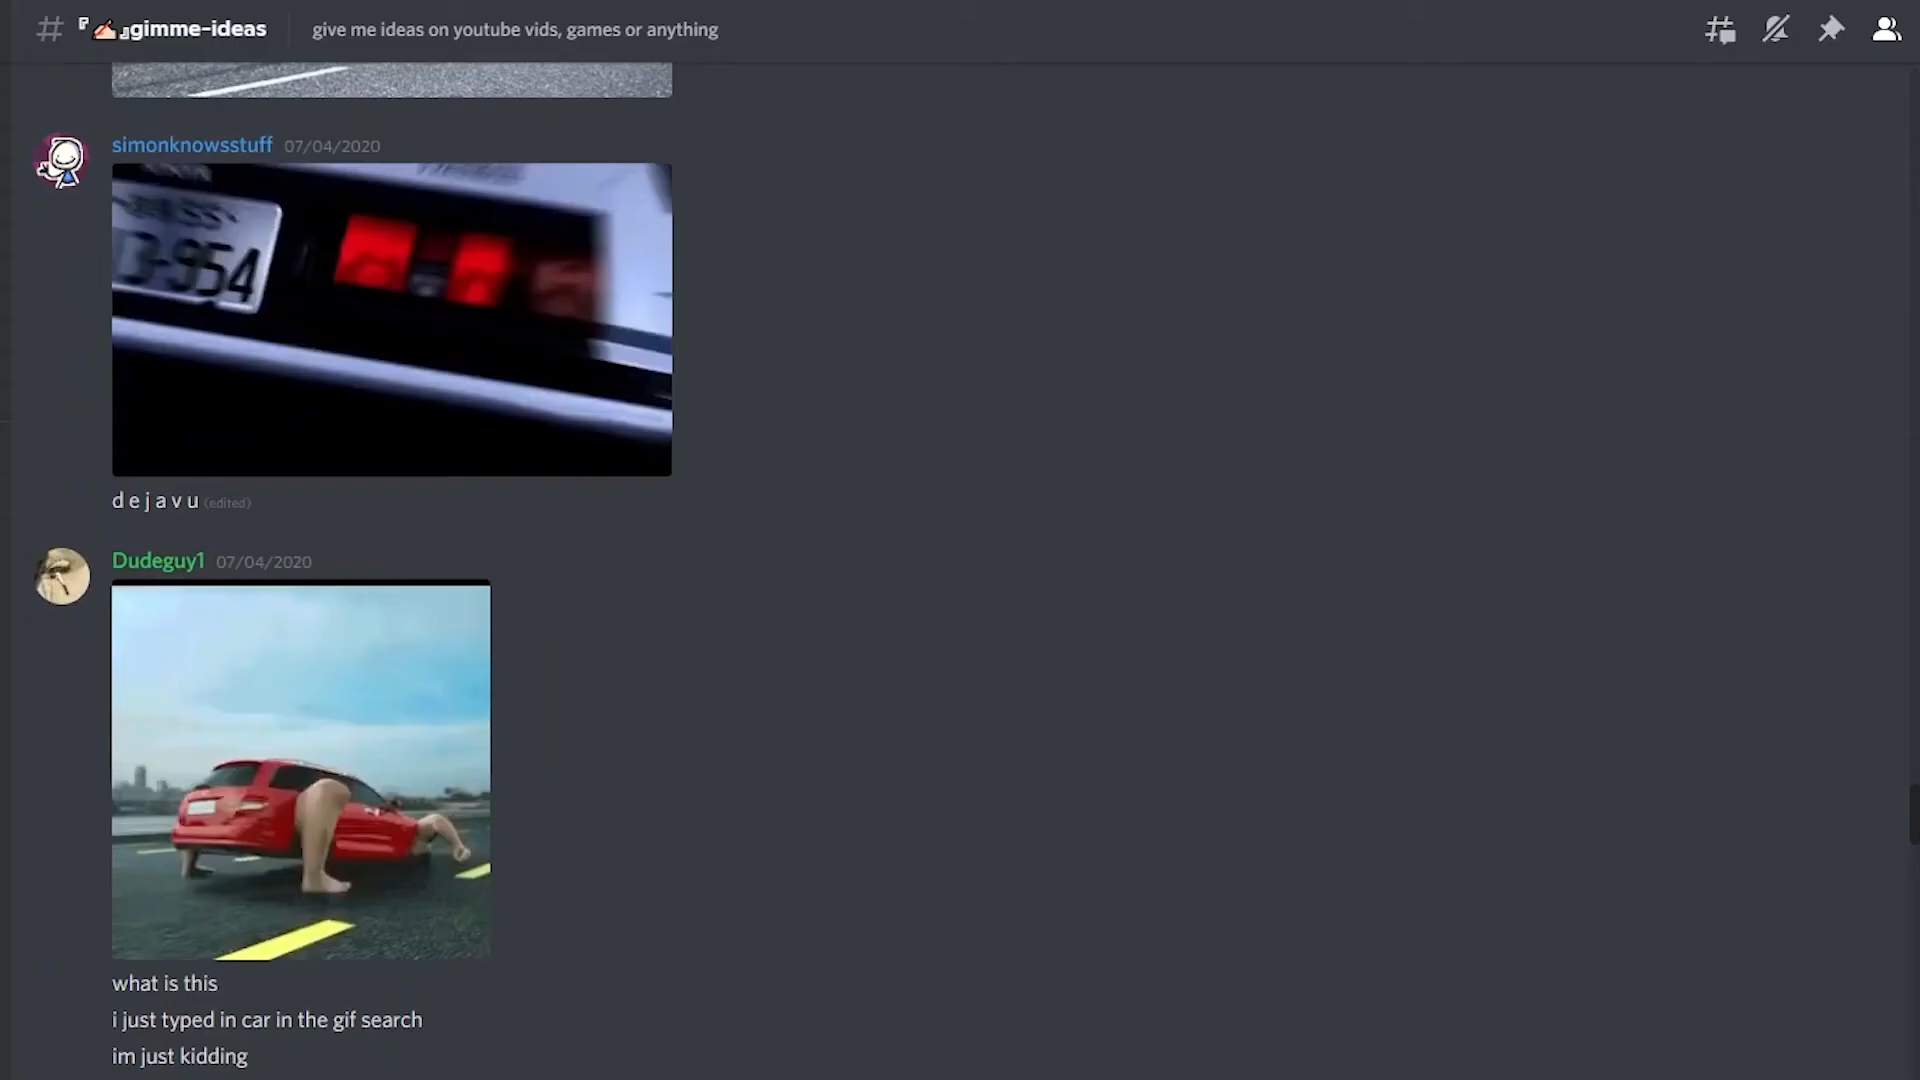 『✍🏻』gimme-ideas
give me ideas on youtube vids, games or anything
simonknowsstuff 07/04/2020
3-954
d e j a v u (edited)
Dudeguy1 07/04/2020
what is this
i just typed in car in the gif search
im just kidding